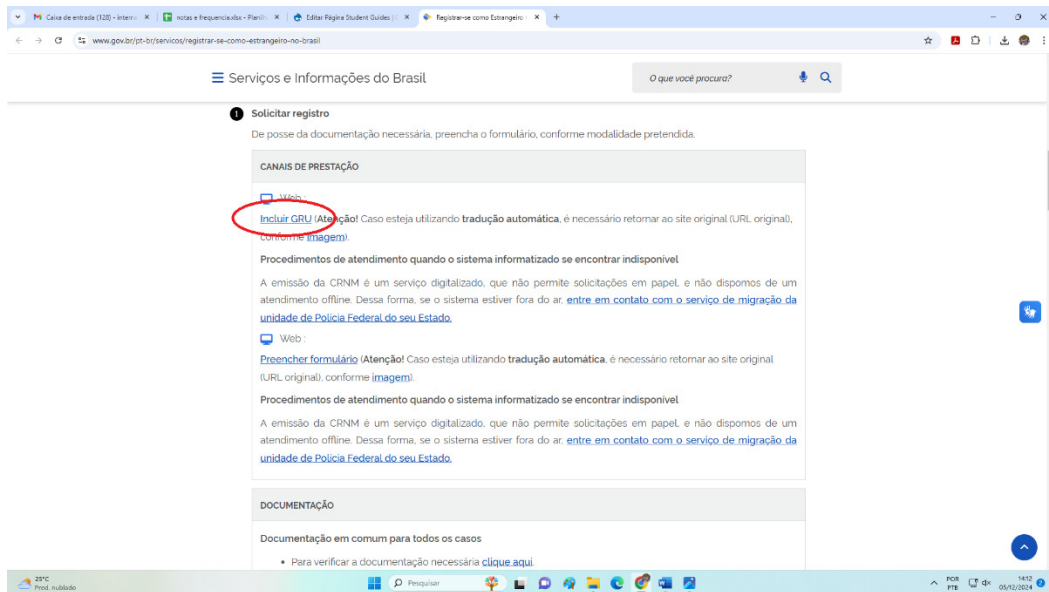 Caixa de entrada (128) - interna
notas e frequencia.xlsx - Planilh
Editar Página Student Guides |
Registrar-se como Estrangeiro
www.gov.br/pt-br/servicos/registrar-se-como-estrangeiro-no-brasil
Serviços e Informações do Brasil
O que você procura?
1 Solicitar registro
De posse da documentação necessária, preencha o formulário, conforme modalidade pretendida.
CANAIS DE PRESTAÇÃO
Web :
Incluir GRU (Atenção! Caso esteja utilizando tradução automática, é necessário retornar ao site original (URL original),
conforme imagem).
Procedimentos de atendimento quando o sistema informatizado se encontrar indisponível
A emissão da CRNM é um serviço digitalizado, que não permite solicitações em papel, e não dispomos de um
atendimento offline. Dessa forma, se o sistema estiver fora do ar, entre em contato com o serviço de migração da
unidade de Polícia Federal do seu Estado.
Web :
Preencher formulário (Atenção! Caso esteja utilizando tradução automática, é necessário retornar ao site original
(URL original), conforme imagem).
Procedimentos de atendimento quando o sistema informatizado se encontrar indisponível
A emissão da CRNM é um serviço digitalizado, que não permite solicitações em papel, e não dispomos de um
atendimento offline. Dessa forma, se o sistema estiver fora do ar, entre em contato com o serviço de migração da
unidade de Polícia Federal do seu Estado.
DOCUMENTAÇÃO
Documentação em comum para todos os casos
• Para verificar a documentação necessária clique aqui.
25°C
Pred. nublado
Pesquisar
POR
PTB
14:12
05/12/2024